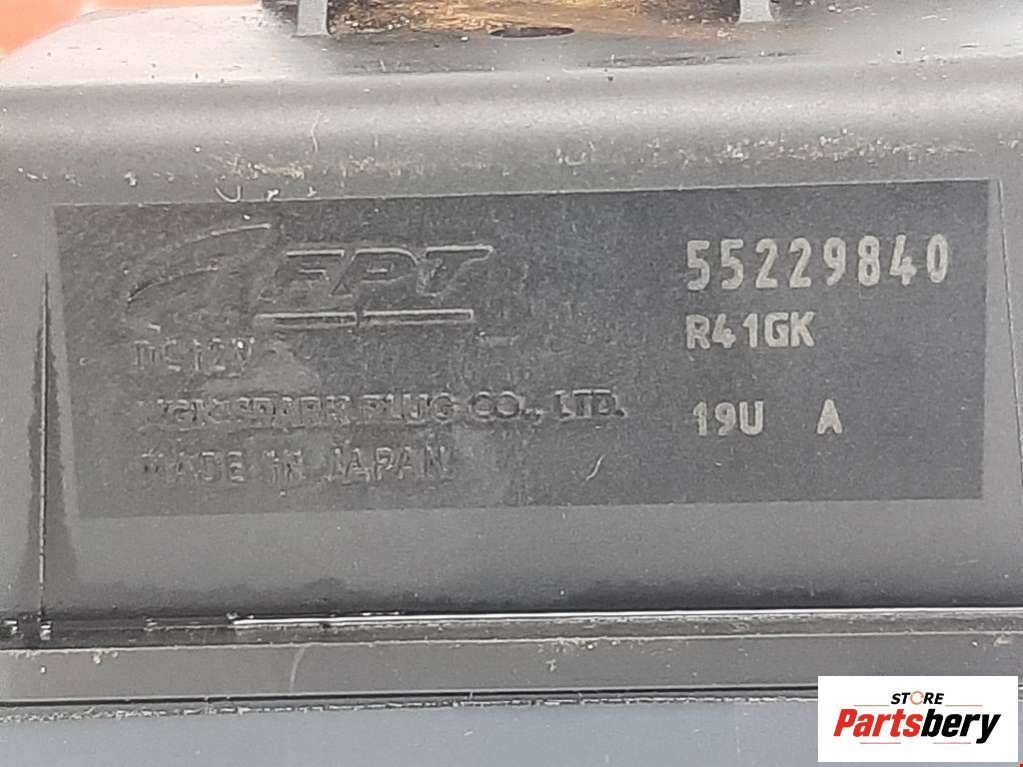 FPT
55229840
DC12V
R41GK
NGK SPARK PLUG CO., LTD.
19U A
MADE IN JAPAN
STORE
Partsbery